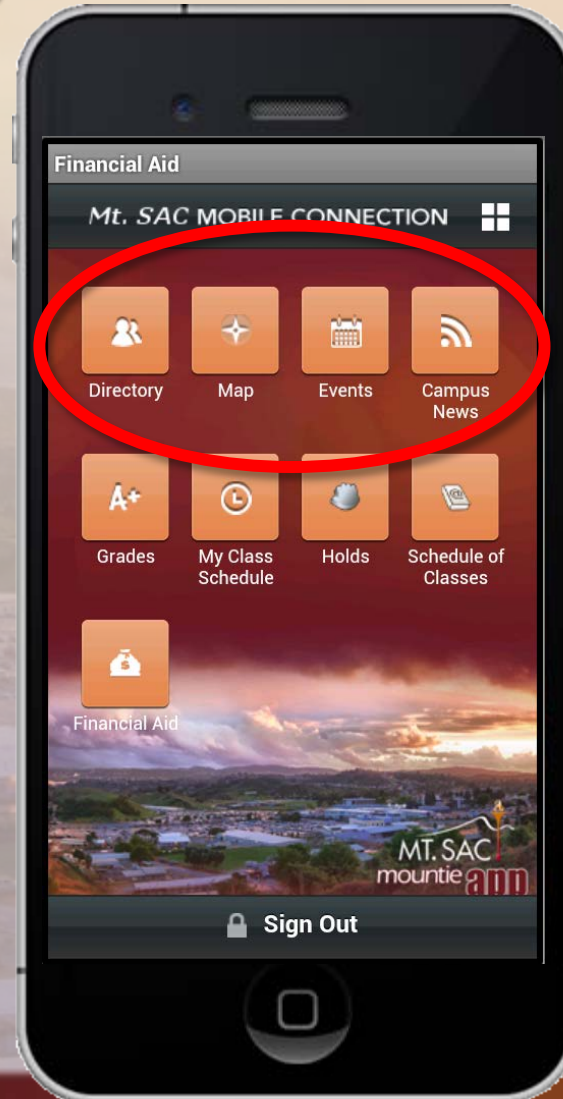 Financial Aid
Mt. SAC MOBILE CONNECTION
Directory Map Events Campus
News
A+
Grades My Class Holds Schedule of
Schedule Classes
$
Financial Aid
MT. SAC
mountie app
Sign Out